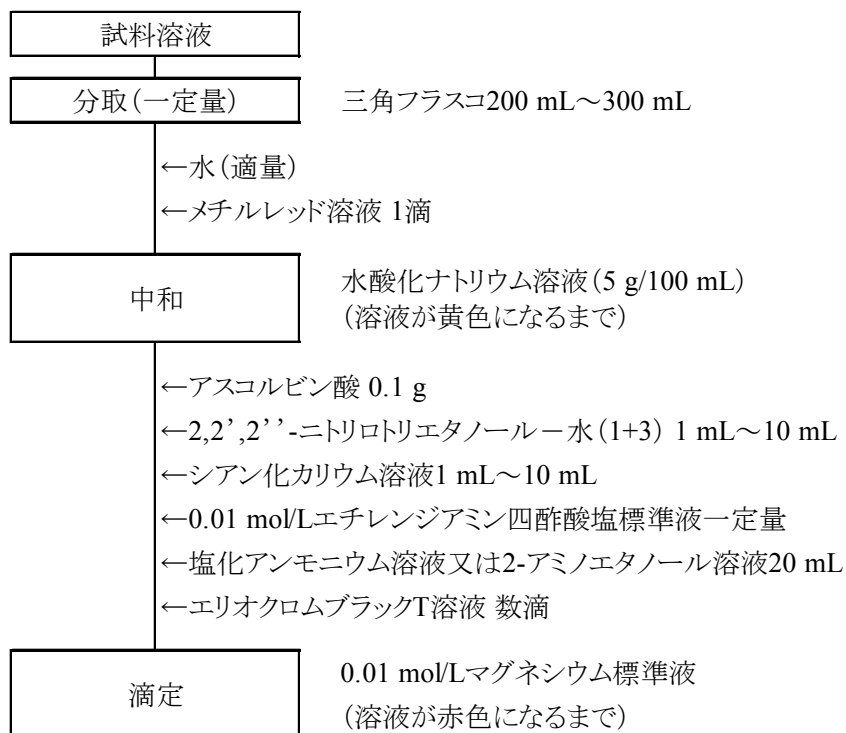 試料溶液
分取(一定量) 三角フラスコ200 mL~300 mL
←水(適量)
←メチルレッド溶液 1滴
中和
水酸化ナトリウム溶液(5 g/100 mL)
(溶液が黄色になるまで)
←アスコルビン酸 0.1 g
←2,2’,2’’-ニトリロトリエタノール-水(1+3) 1 mL~10 mL
←シアン化カリウム溶液1 mL~10 mL
←0.01 mol/Lエチレンジアミン四酢酸塩標準液一定量
←塩化アンモニウム溶液又は2-アミノエタノール溶液20 mL
←エリオクロムブラックT溶液 数滴
滴定
0.01 mol/Lマグネシウム標準液
(溶液が赤色になるまで)